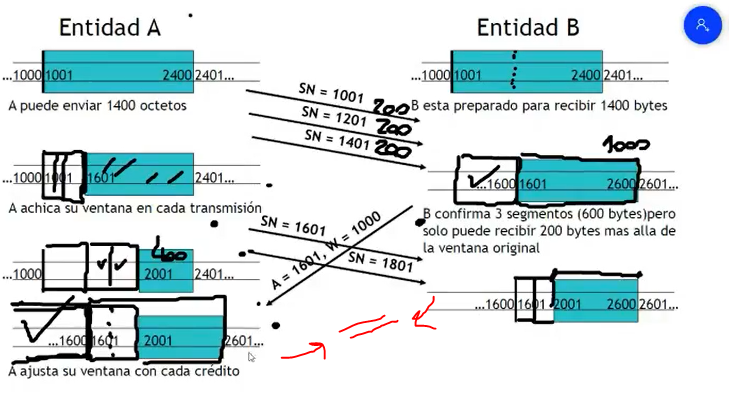 Entidad A
Entidad B
...1000 1001 2400 2401...
...1000 1001 2400 2401...
A puede enviar 1400 octetos
B esta preparado para recibir 1400 bytes
SN = 1001 200
SN = 1201 200
SN = 1401 200
1000
...1000 1001 1601 2401...
...1600 1601 2600 2601...
A achica su ventana en cada transmisión
B confirma 3 segmentos (600 bytes)pero
solo puede recibir 200 bytes mas alla de
la ventana original
SN = 1601
A = 1601, W = 1000
SN = 1801
400
...1000 2001 2401...
...1600 1601 2001 2600 2601...
...1600 1601 2001 2601...
A ajusta su ventana con cada crédito